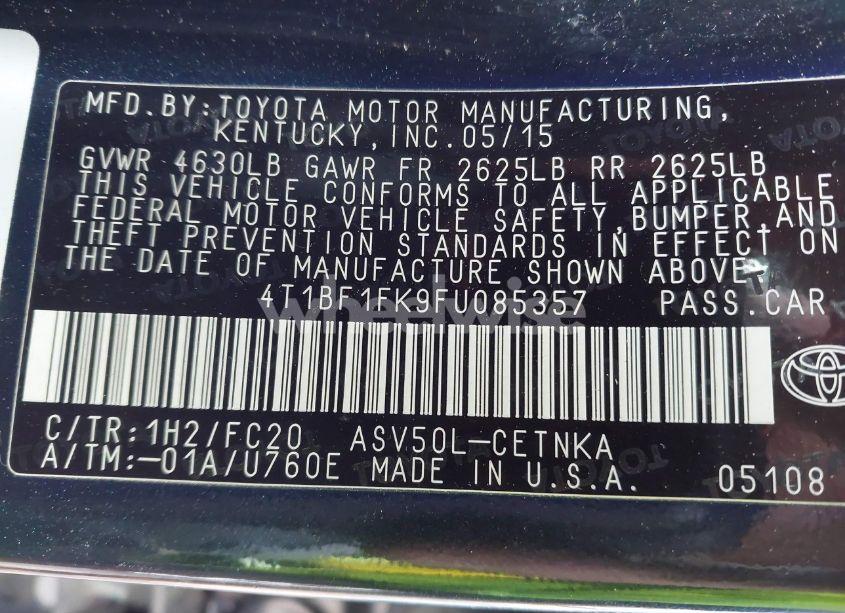 MFD.BY:TOYOTA MOTOR MANUFACTURING,
KENTUCKY,INC.05/15
GVWR 4630LB GAWR FR 2625LB RR 2625LB
THIS VEHICLE CONFORMS TO ALL APPLICABLE
FEDERAL MOTOR VEHICLE SAFETY,BUMPER,AND
THEFT PREVENTION STANDARDS IN EFFECT ON
THE DATE OF MANUFACTURE SHOWN ABOVE.
4T1BF1FK9FU085357 PASS.CAR
wheelwise
C/TR:1H2/FC20 ASV50L-CETNKA
A/TM:-01A/U760E MADE IN U.S.A. 05108